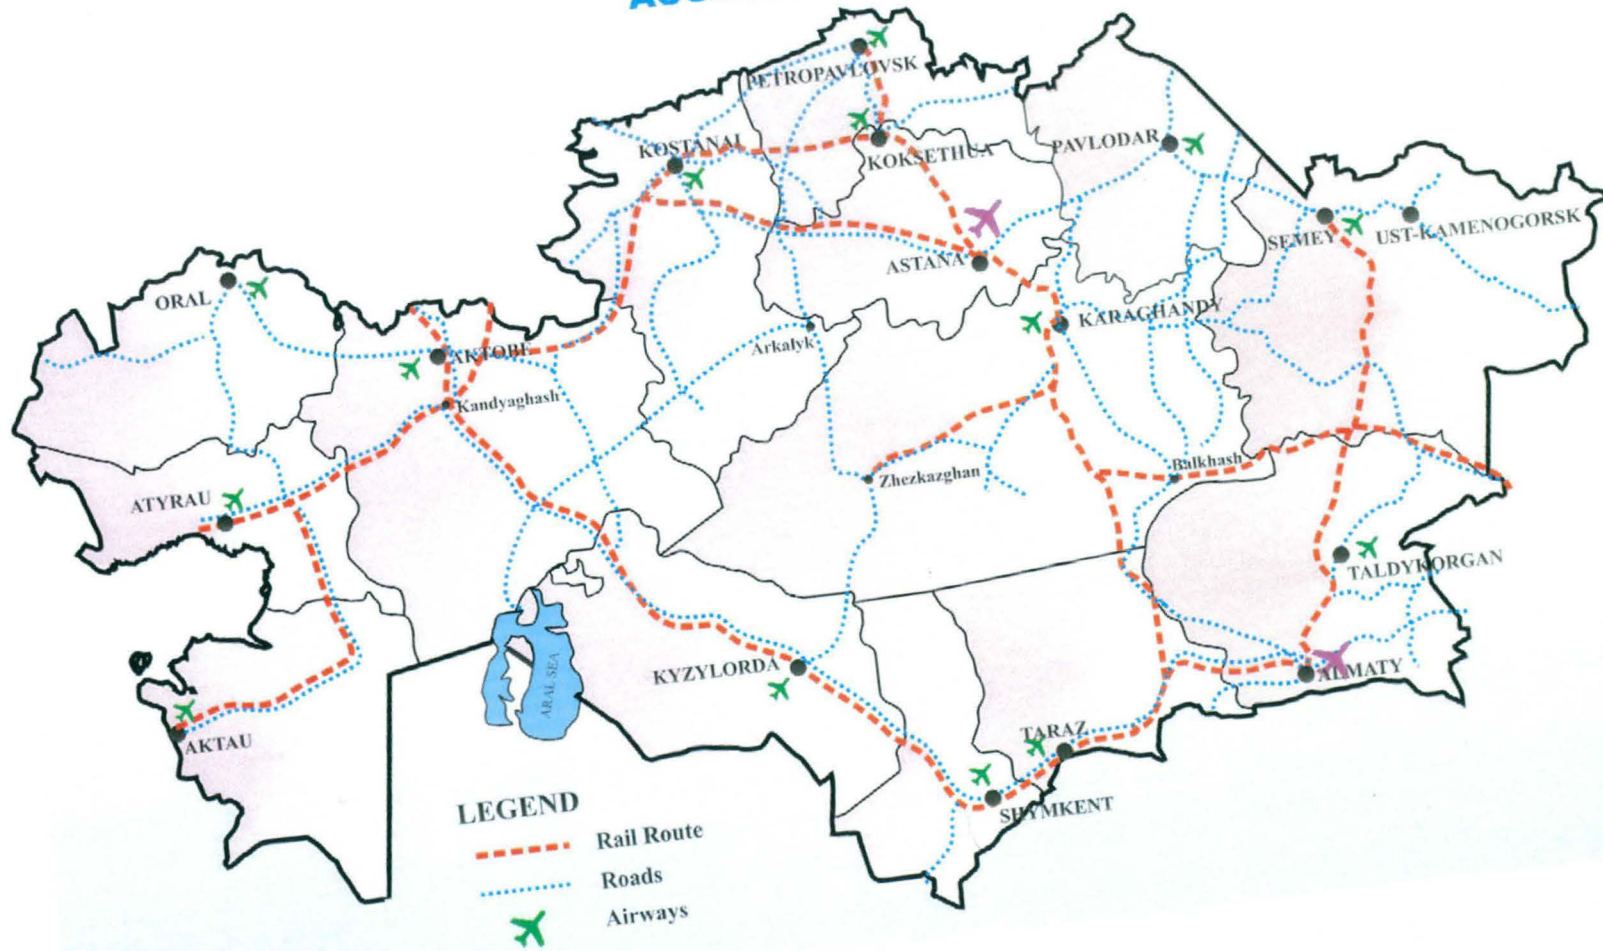 PETROPAVLOVSK
KOSTANAI
KOKSETHUA
PAVLODAR
SEMEY
UST-KAMENOGORSK
ASTANA
ORAL
KARAGHANDY
AKTOBE
Arkalyk
Kandyaghash
Zhezkazghan
Balkhash
ATYRAU
TALDYKORGAN
KYZYLORDA
ARAL SEA
ALMATY
AKTAU
TARAZ
SHYMKENT
LEGEND
Rail Route
Roads
Airways